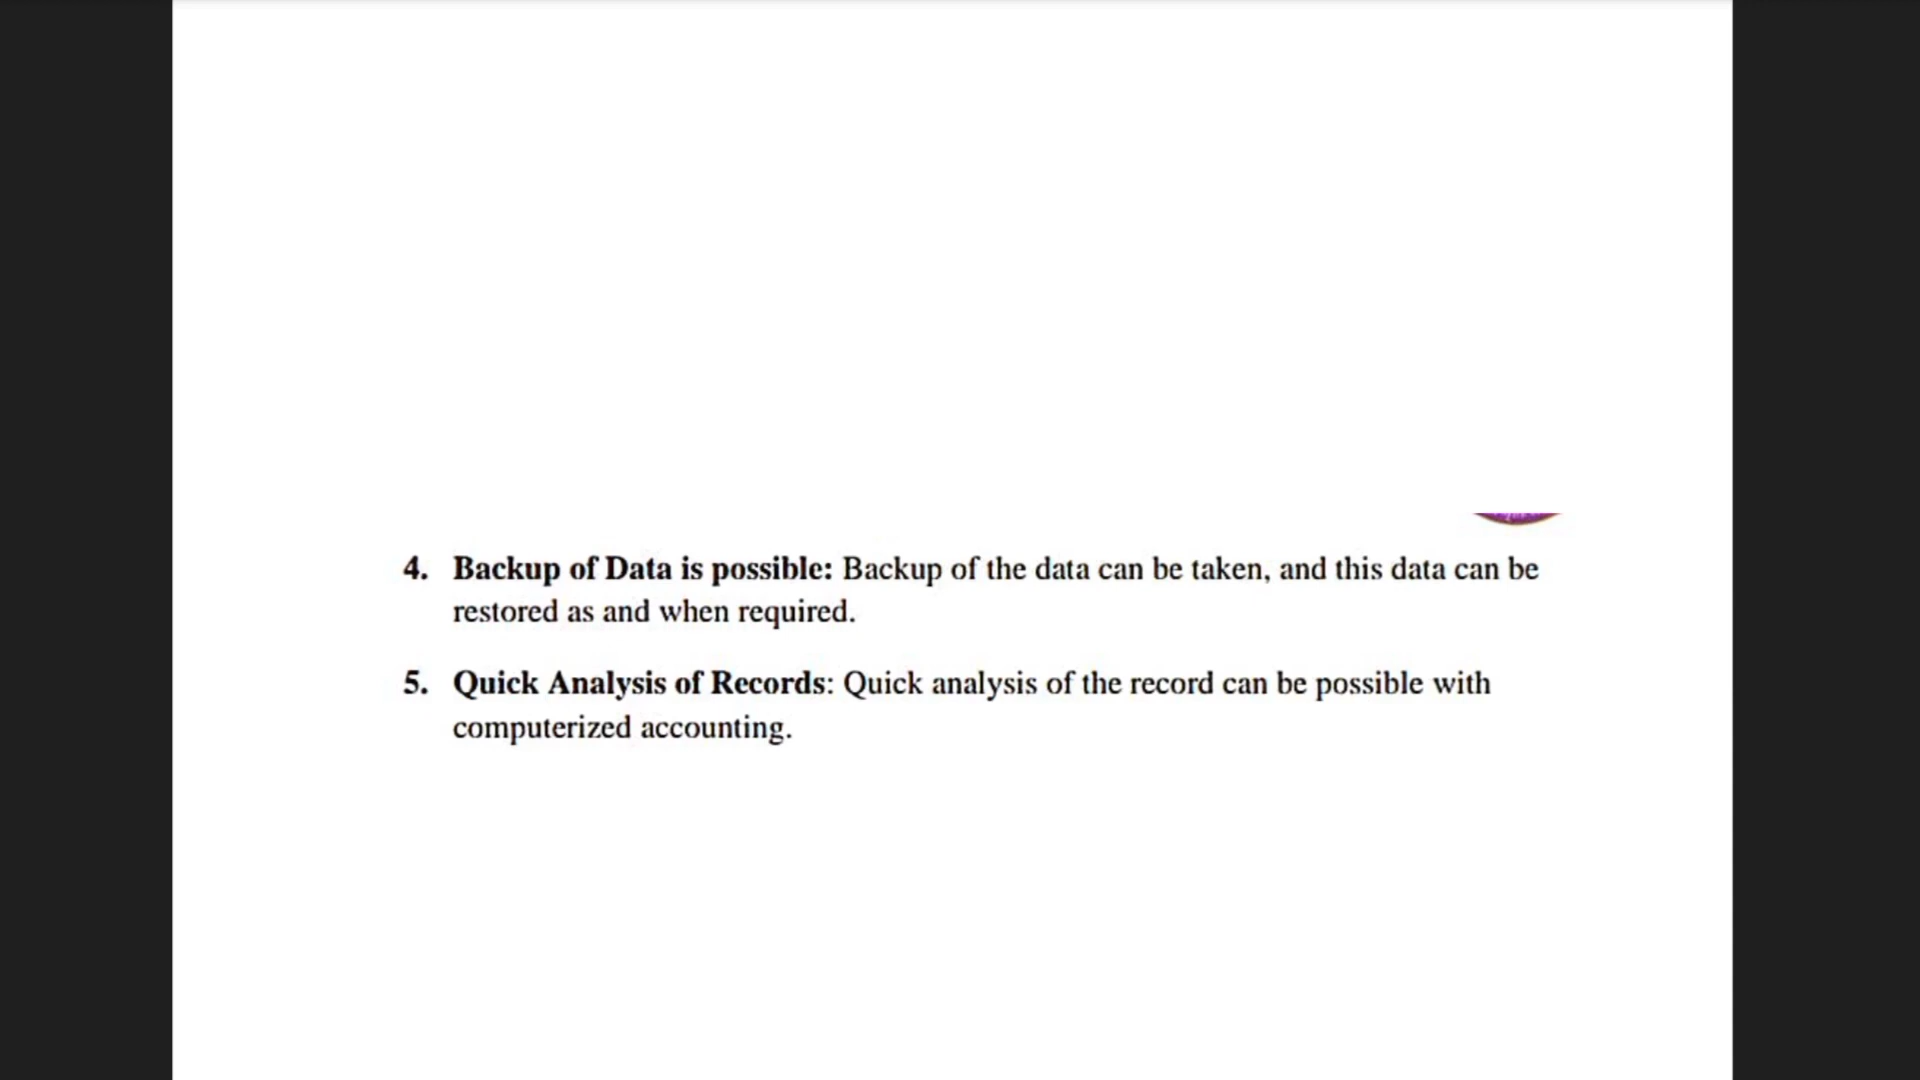 4. Backup of Data is possible: Backup of the data can be taken, and this data can be
restored as and when required.
5. Quick Analysis of Records: Quick analysis of the record can be possible with
computerized accounting.